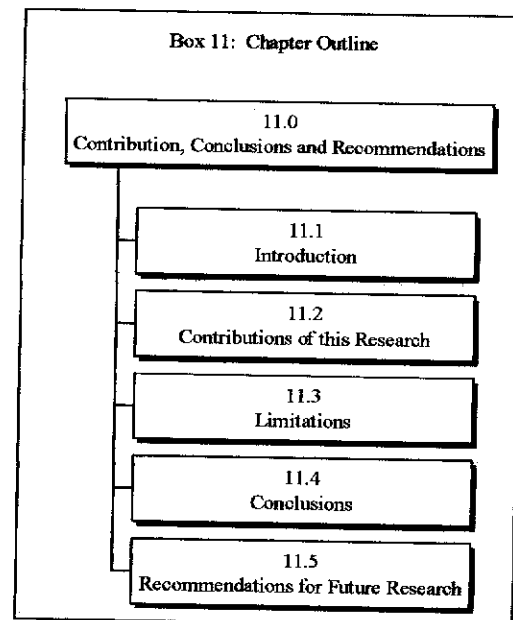 Box 11: Chapter Outline
11.0
Contribution, Conclusions and Recommendations
11.1
Introduction
11.2
Contributions of this Research
11.3
Limitations
11.4
Conclusions
11.5
Recommendations for Future Research